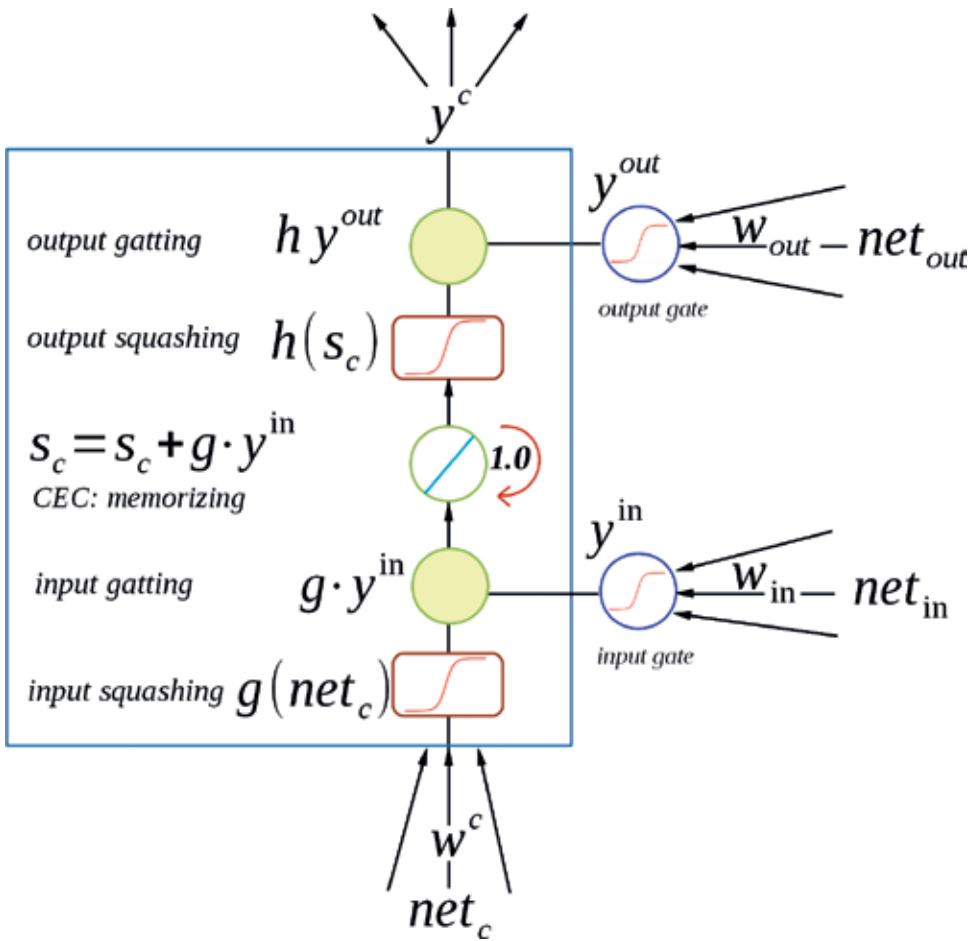 y^c
y^out
output gatting h y^out
w_out net_out
output gate
output squashing h(s_c)
s_c = s_c + g · y^in
1.0
CEC: memorizing
y^in
input gatting g · y^in
w_in net_in
input gate
input squashing g(net_c)
w^c
net_c